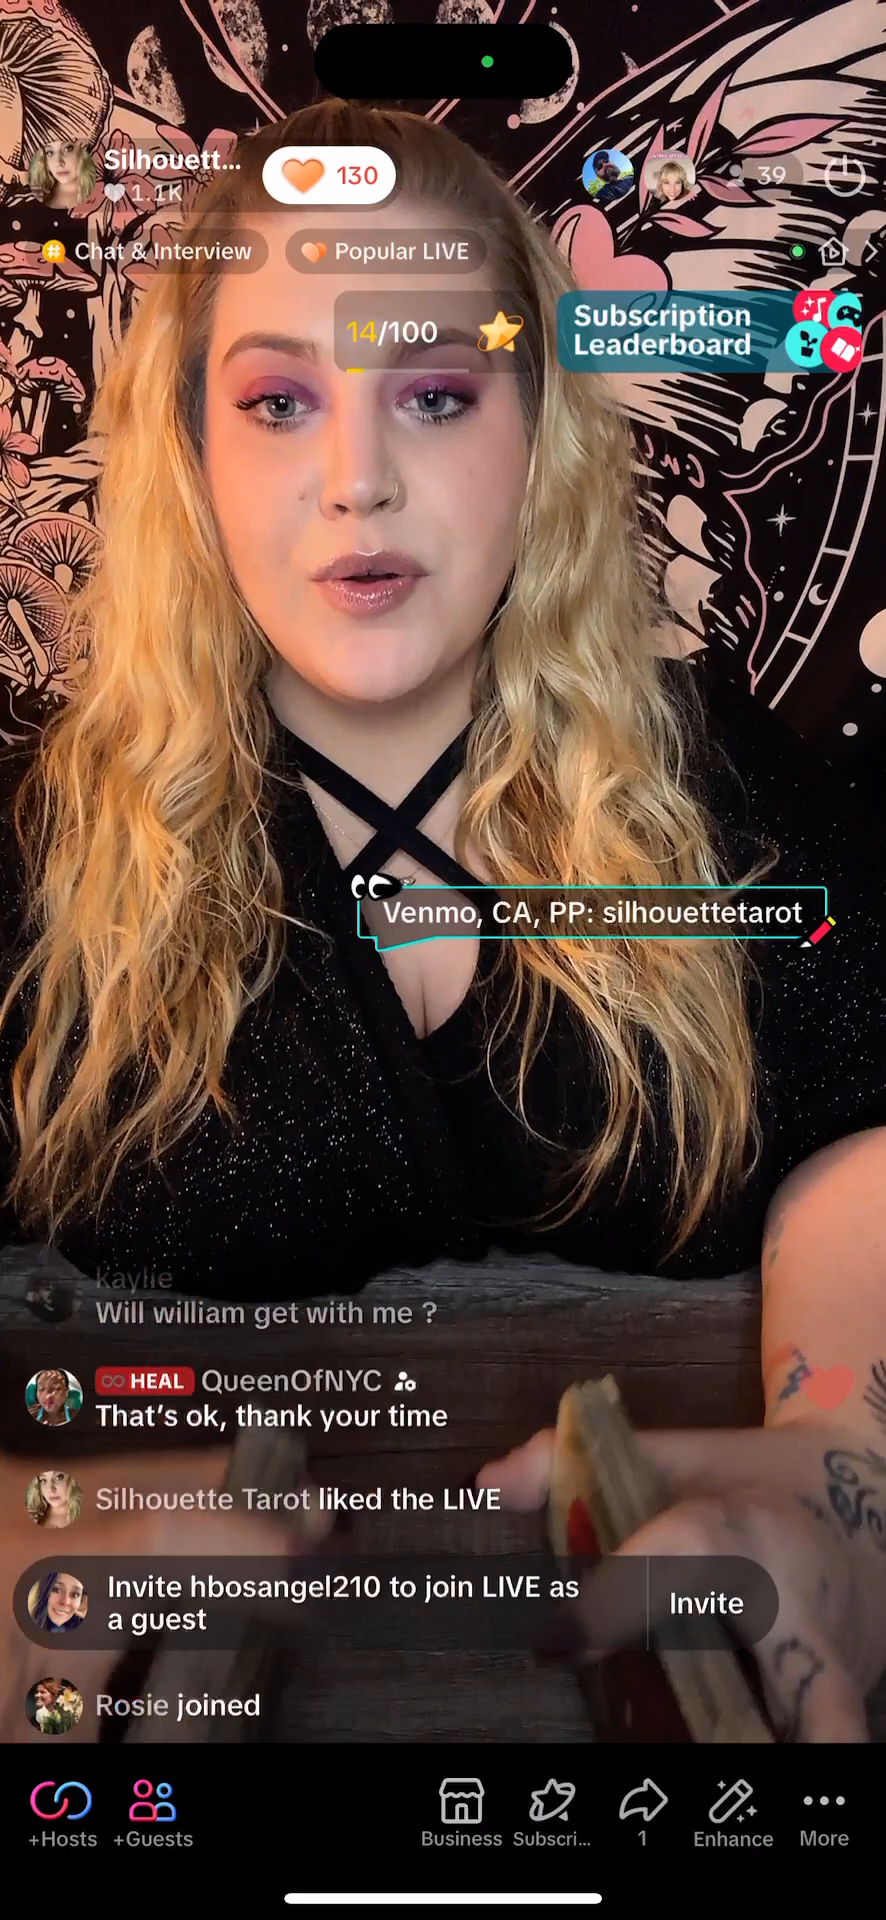 Silhouett...
130
1.1K
39
Chat & Interview
Popular LIVE
14/100
Subscription
Leaderboard
Venmo, CA, PP: silhouettetarot
kaylie
Will william get with me ?
HEAL QueenOfNYC
That's ok, thank your time
Silhouette Tarot liked the LIVE
Invite hbosangel210 to join LIVE as
a guest
Invite
Rosie joined
+Hosts
+Guests
Business
Subscri...
1
Enhance
More